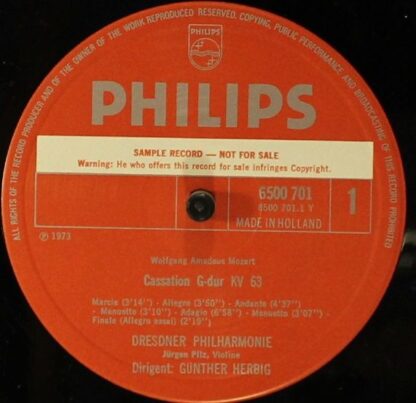 ALL RIGHTS OF THE RECORD PRODUCER AND OF THE OWNER OF THE WORK REPRODUCED RESERVED. COPYING, PUBLIC PERFORMANCE AND BROADCASTING OF THIS RECORD PROHIBITED
PHILIPS
PHILIPS
SAMPLE RECORD — NOT FOR SALE
Warning: He who offers this record for sale infringes Copyright.
6500 701
6500 701.1 Y
1
MADE IN HOLLAND
℗ 1973
Wolfgang Amadeus Mozart
Cassation G-dur KV 63
Marcia (3'14'') - Allegro (3'50'') - Andante (4'37'')
- Menuetto (3'10'') - Adagio (6'58'') - Menuetto (3'07'') -
Finale (Allegro assai) (2'19'')
DRESDNER PHILHARMONIE
Jürgen Pilz, Violine
Dirigent: GÜNTHER HERBIG